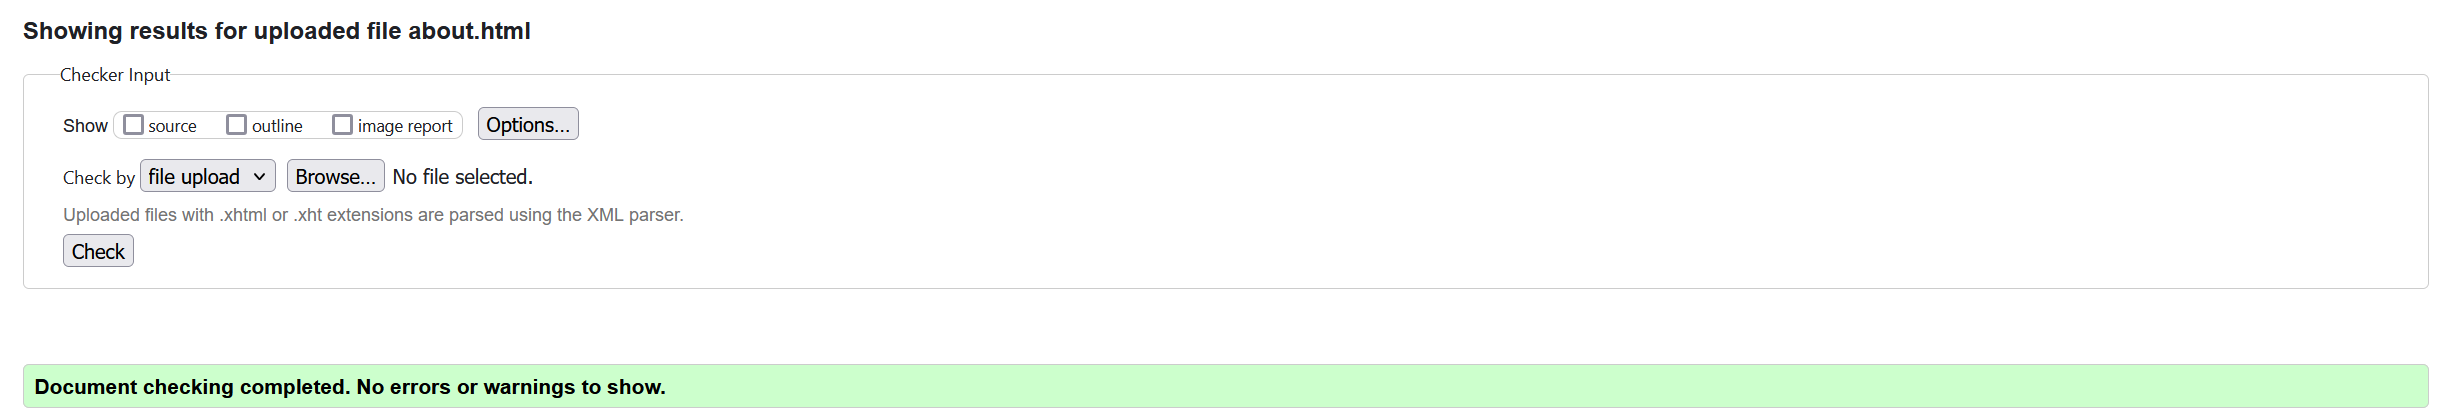 Showing results for uploaded file about.html
Checker Input
Show source outline image report Options...
Check by file upload Browse... No file selected.
Uploaded files with .xhtml or .xht extensions are parsed using the XML parser.
Check
Document checking completed. No errors or warnings to show.